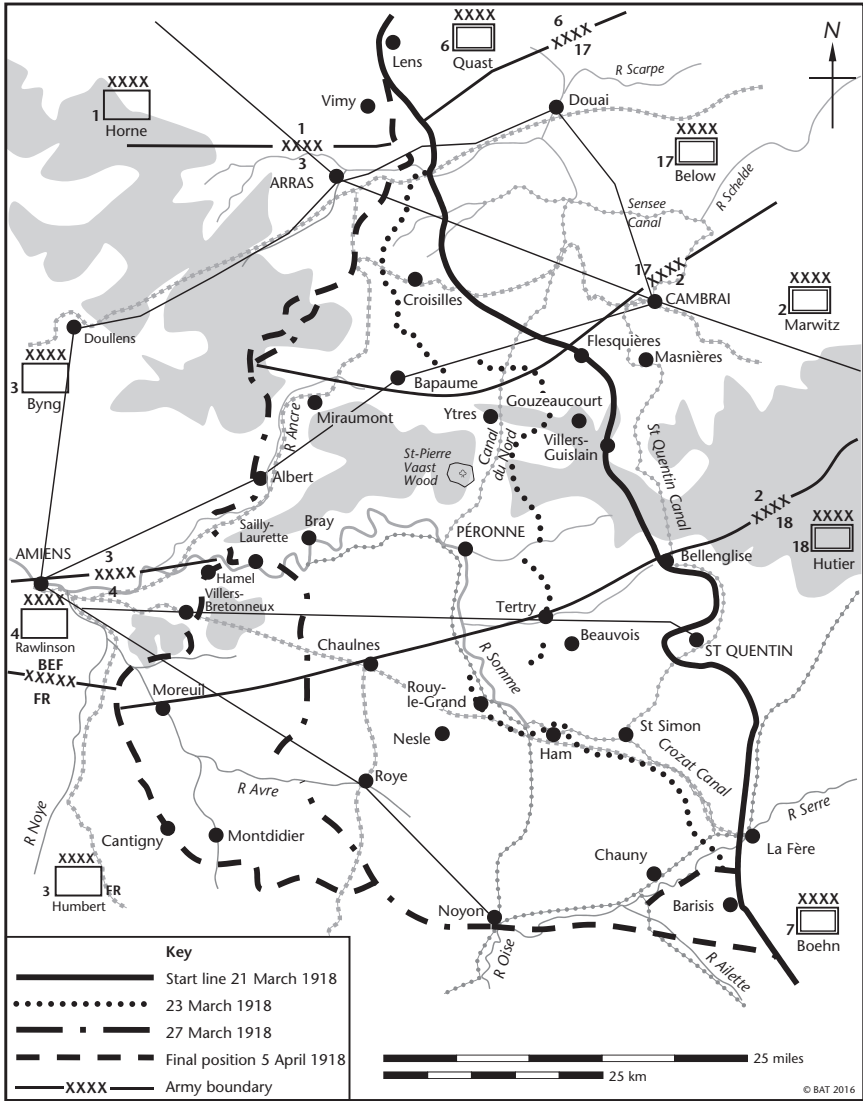 XXXX
6
Quast
6
XXXX
17
N
Lens
R Scarpe
XXXX
1
Horne
Vimy
Douai
1
XXXX
3
XXXX
17
Below
ARRAS
R Schelde
Sensee
Canal
17
XXXX
2
Croisilles
CAMBRAI
XXXX
2
Marwitz
Doullens
Flesquières
Masnières
XXXX
3
Byng
Bapaume
Miraumont
R Ancre
Ytres
Gouzeaucourt
Canal
du Nord
Villers-
Guislain
St Quentin Canal
St-Pierre
Vaast
Wood
Albert
2
XXXX
18
Sailly-
Laurette
Bray
PÉRONNE
XXXX
18
Hutier
AMIENS
3
XXXX
4
Hamel
Villers-
Bretonneux
Bellenglise
XXXX
4
Rawlinson
BEF
XXXXX
FR
Tertry
Beauvois
ST QUENTIN
Chaulnes
R Somme
Moreuil
Rouy-
le-Grand
Nesle
Ham
St Simon
Crozat Canal
Roye
R Avre
R Serre
R Noye
Cantigny
Montdidier
La Fère
XXXX
3
FR
Humbert
Chauny
Barisis
Noyon
XXXX
7
Boehn
R Oise
R Ailette
Key
Start line 21 March 1918
23 March 1918
27 March 1918
Final position 5 April 1918
XXXX
Army boundary
25 miles
25 km
© BAT 2016